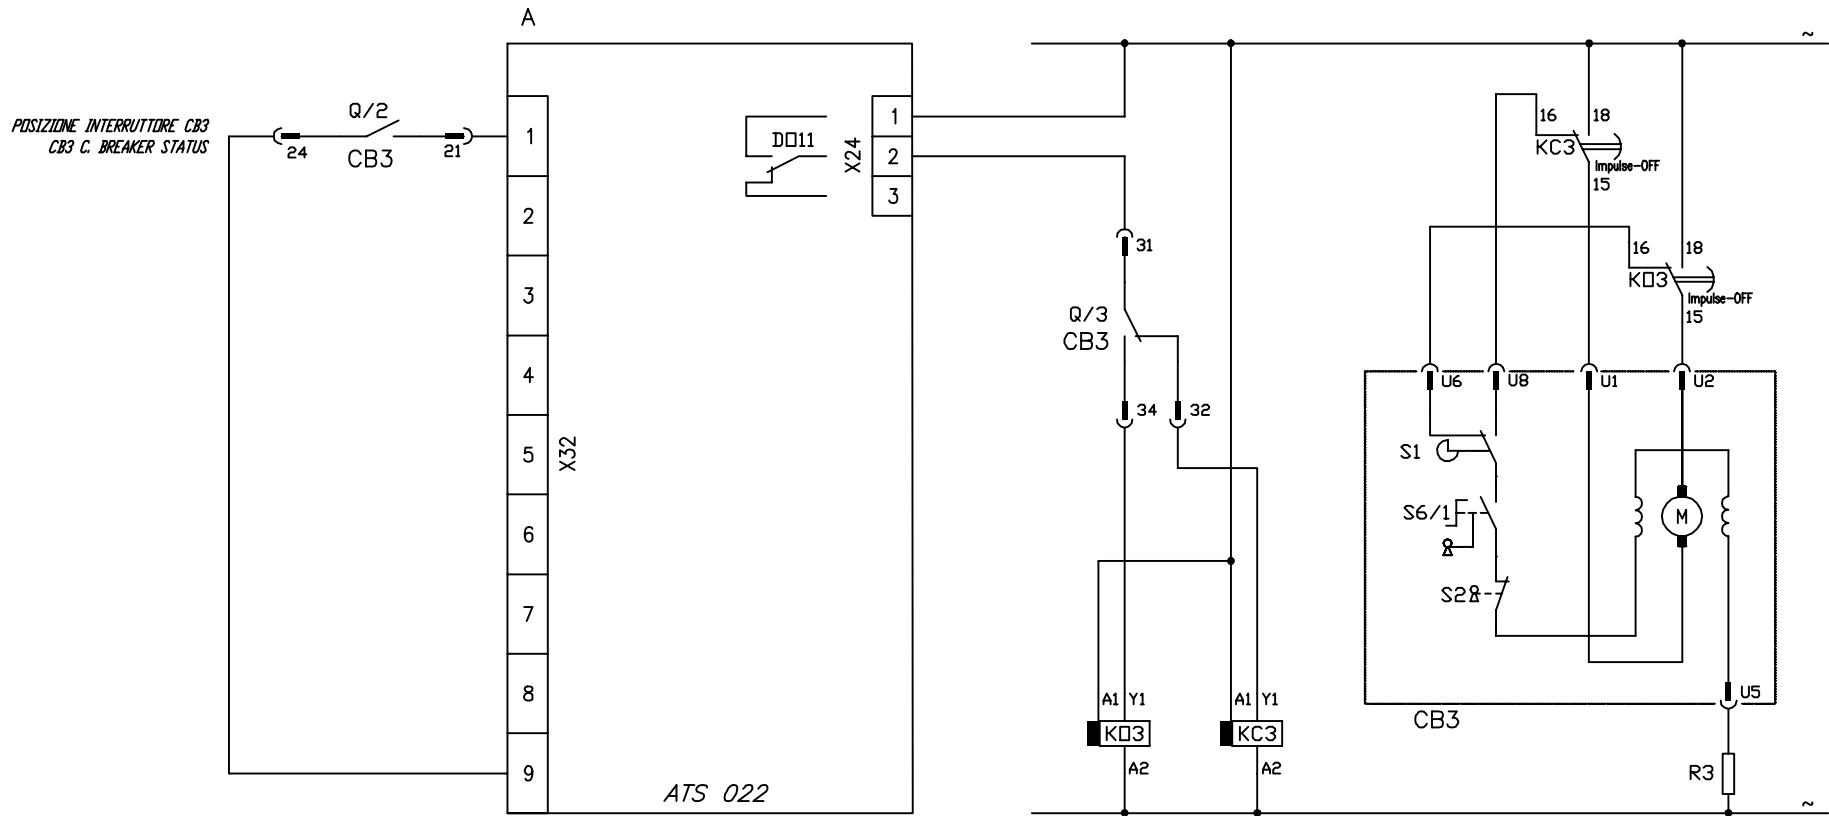 A
~
POSIZIONE INTERRUTTORE CB3
CB3 C. BREAKER STATUS
Q/2
24
21
CB3
1
2
3
4
5
6
7
8
9
X32
DO11
X24
1
2
3
ATS 022
31
Q/3
CB3
34
32
A1 Y1
KO3
A2
A1 Y1
KC3
A2
16 18
KC3
Impulse-OFF
15
16 18
KO3
Impulse-OFF
15
U6
U8
U1
U2
S1
S6/1
S2
M
U5
CB3
R3
~